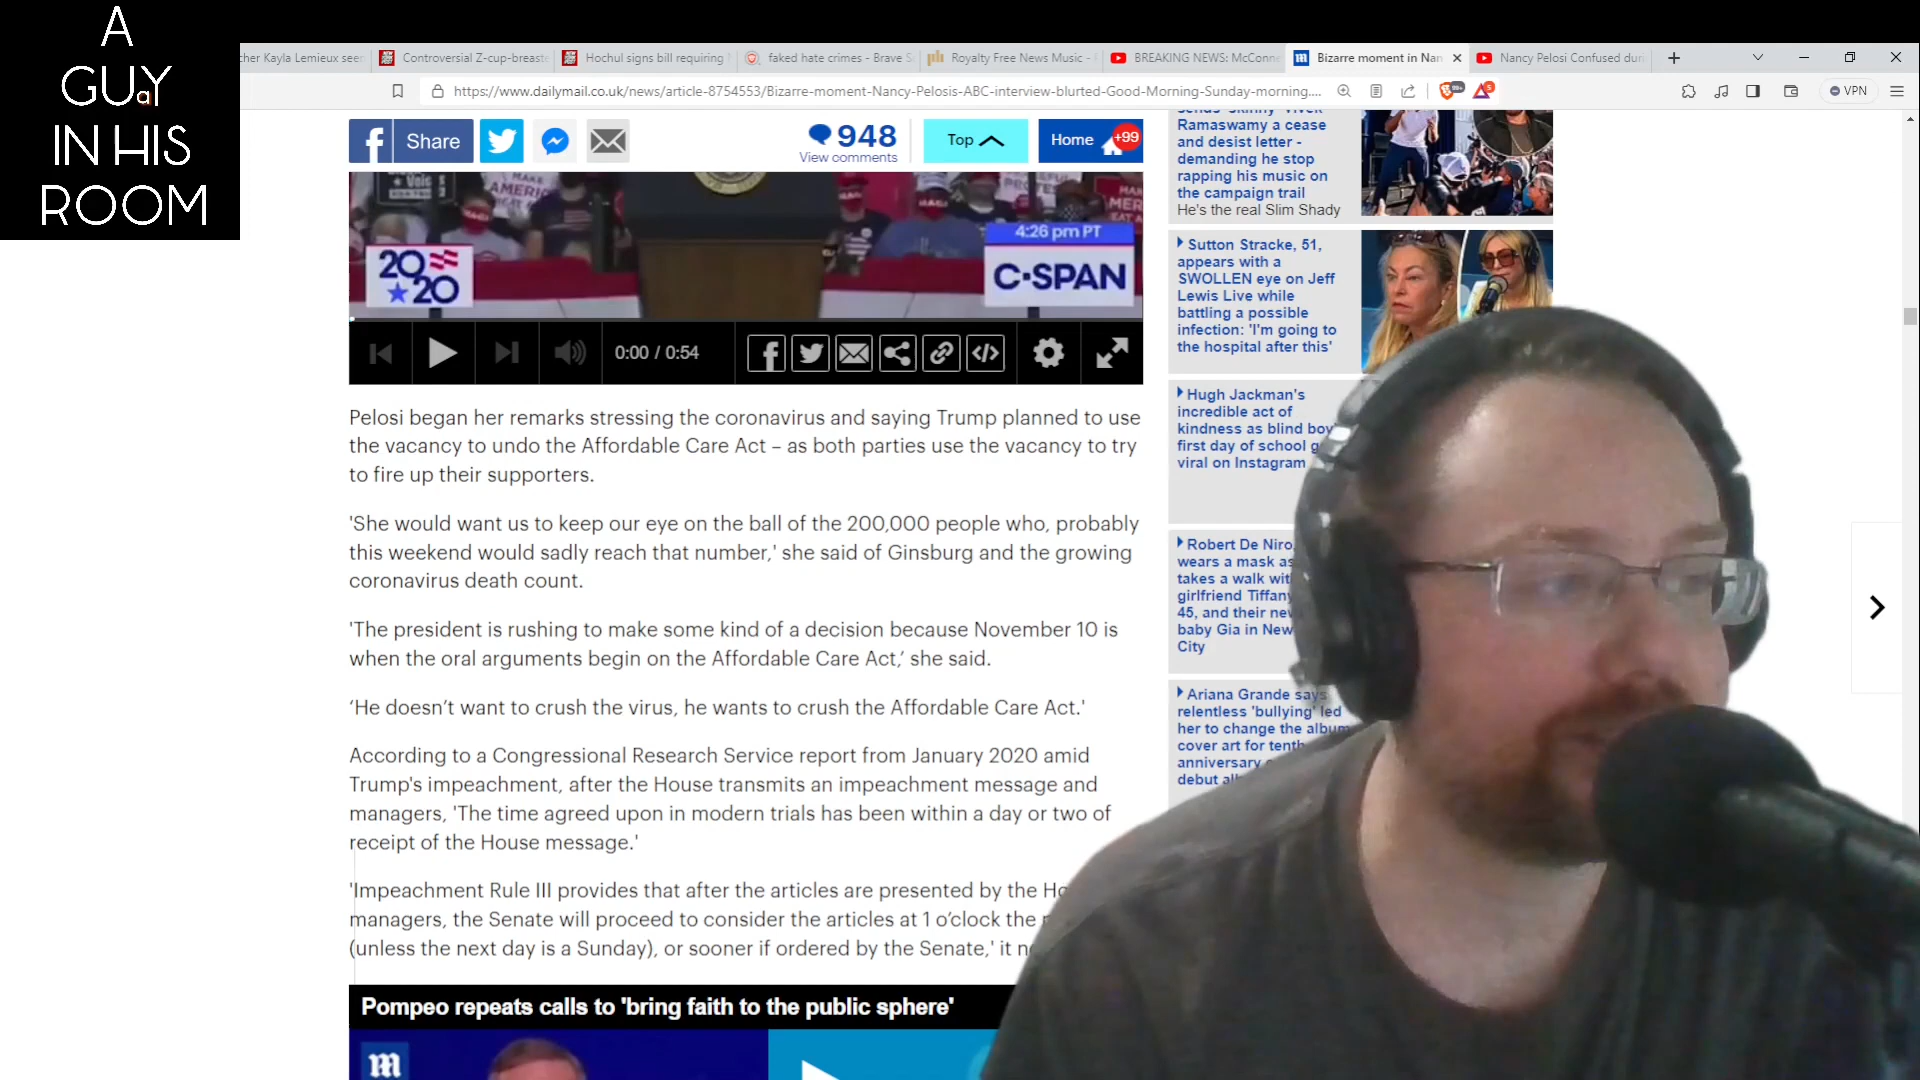 A
GUaY
IN HIS
ROOM
cher Kayla Lemieux seen
Controversial Z-cup-breaste
Hochul signs bill requiring
faked hate crimes - Brave S
Royalty Free News Music -
BREAKING NEWS: McConne
Bizarre moment in Nan
Nancy Pelosi Confused duri
https://www.dailymail.co.uk/news/article-8754553/Bizarre-moment-Nancy-Pelosis-ABC-interview-blurted-Good-Morning-Sunday-morning....
99+
5
VPN
Share
948
View comments
Top
Home
+99
MAKE
AMERICA
4:26 pm PT
2020
C-SPAN
0:00 / 0:54
Pelosi began her remarks stressing the coronavirus and saying Trump planned to use
the vacancy to undo the Affordable Care Act – as both parties use the vacancy to try
to fire up their supporters.
'She would want us to keep our eye on the ball of the 200,000 people who, probably
this weekend would sadly reach that number,' she said of Ginsburg and the growing
coronavirus death count.
'The president is rushing to make some kind of a decision because November 10 is
when the oral arguments begin on the Affordable Care Act,’ she said.
‘He doesn’t want to crush the virus, he wants to crush the Affordable Care Act.'
According to a Congressional Research Service report from January 2020 amid
Trump's impeachment, after the House transmits an impeachment message and
managers, 'The time agreed upon in modern trials has been within a day or two of
receipt of the House message.'
'Impeachment Rule III provides that after the articles are presented by the Ho
managers, the Senate will proceed to consider the articles at 1 o’clock the
(unless the next day is a Sunday), or sooner if ordered by the Senate,' it
Pompeo repeats calls to 'bring faith to the public sphere'
m
sends 'Skinny' Vivek
Ramaswamy a cease
and desist letter -
demanding he stop
rapping his music on
the campaign trail
He's the real Slim Shady
Sutton Stracke, 51,
appears with a
SWOLLEN eye on Jeff
Lewis Live while
battling a possible
infection: 'I'm going to
the hospital after this'
Hugh Jackman's
incredible act of
kindness as blind boy
first day of school
viral on Instagram
Robert De Niro,
wears a mask as
takes a walk wit
girlfriend Tiffany
45, and their new
baby Gia in New
City
Ariana Grande says
relentless 'bullying' led
her to change the album
cover art for tenth
anniversary
debut al